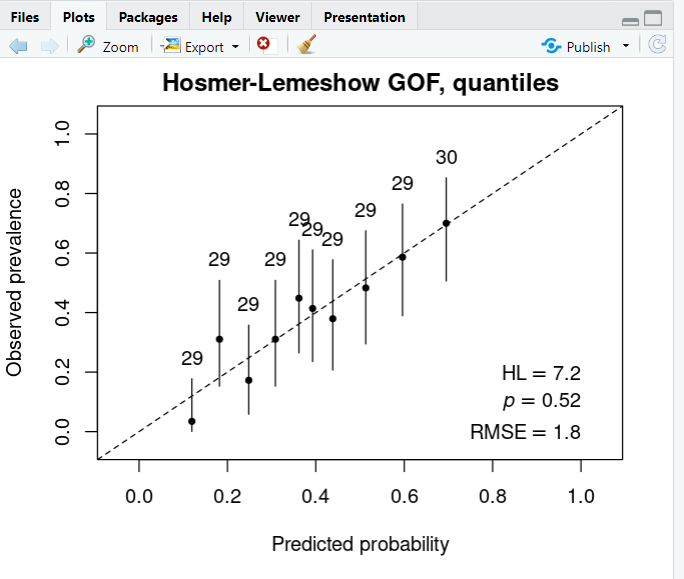 Files Plots Packages Help Viewer Presentation
Zoom Export Publish
Hosmer-Lemeshow GOF, quantiles
Observed prevalence
1.0
0.8
0.6
0.4
0.2
0.0
30
29
29
29
29
29
29
29
29
29
HL = 7.2
p = 0.52
RMSE = 1.8
0.0 0.2 0.4 0.6 0.8 1.0
Predicted probability